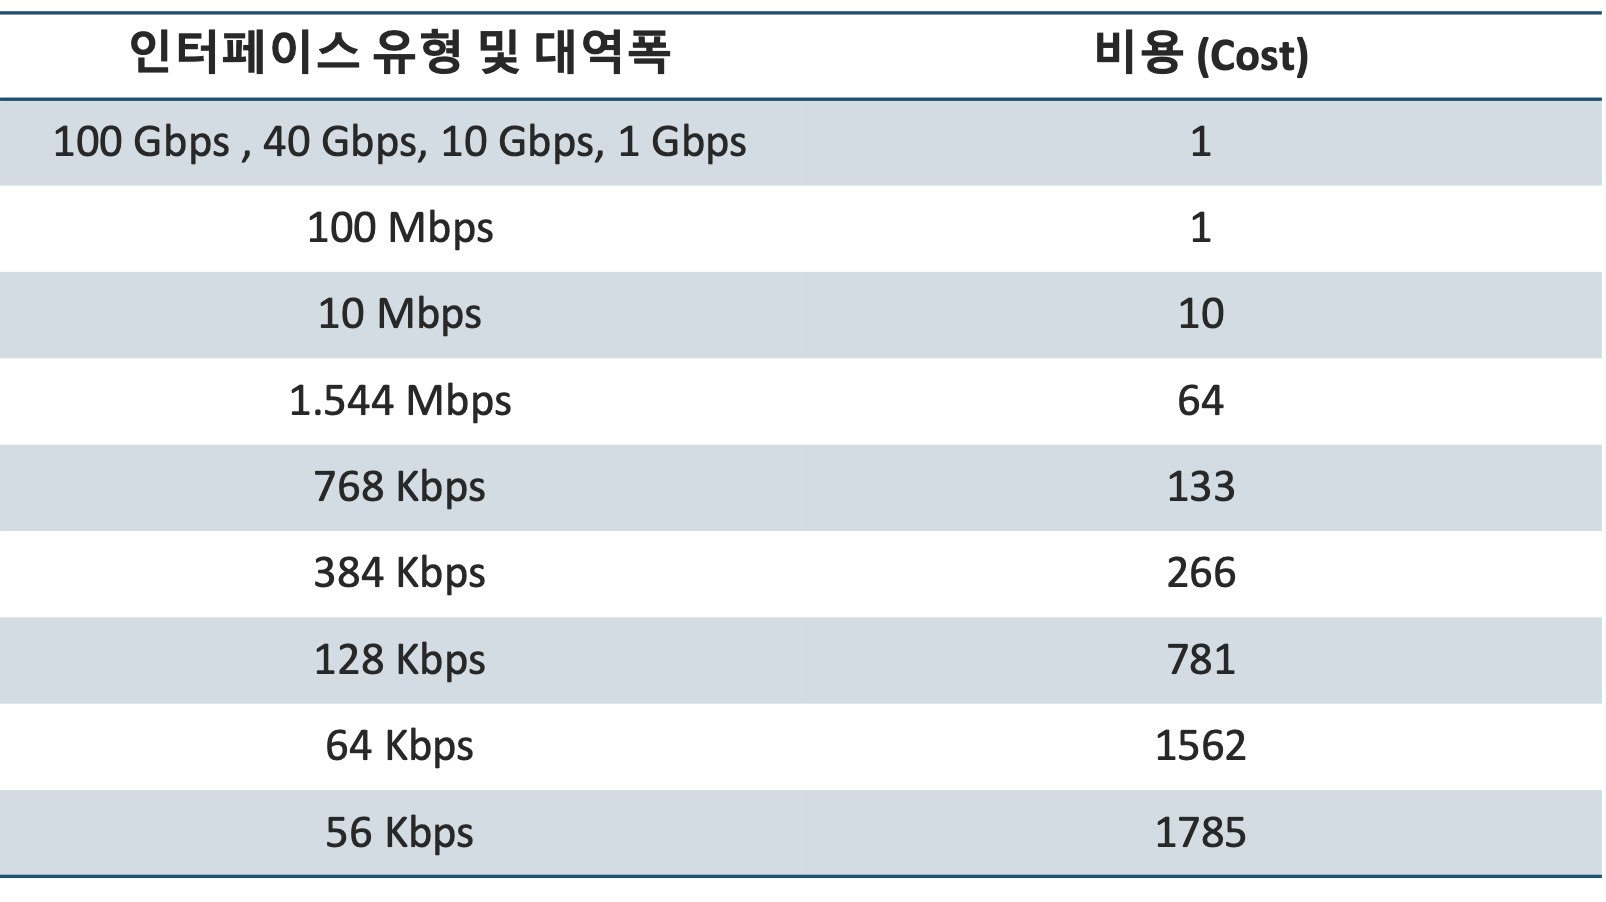 인터페이스 유형 및 대역폭 비용 (Cost)
100 Gbps , 40 Gbps, 10 Gbps, 1 Gbps 1
100 Mbps 1
10 Mbps 10
1.544 Mbps 64
768 Kbps 133
384 Kbps 266
128 Kbps 781
64 Kbps 1562
56 Kbps 1785